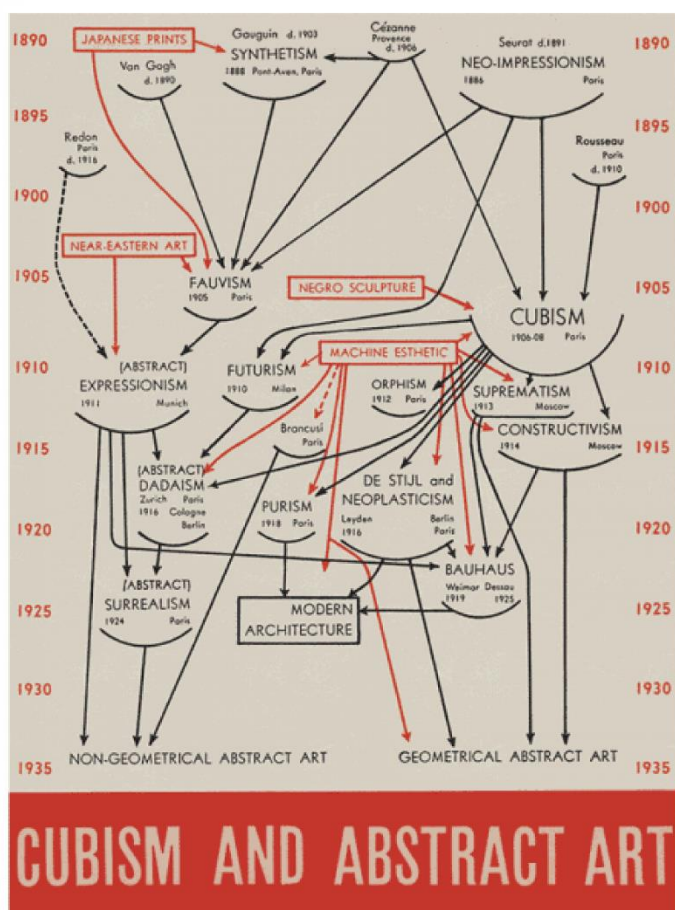 1890
JAPANESE PRINTS
Gauguin d. 1903
Cézanne
Provence
d. 1906
Seurat d. 1891
1890
SYNTHETISM
1888 Pont-Aven, Paris
NEO-IMPRESSIONISM
1886 Paris
Van Gogh
d. 1890
1895
1895
Redon
Paris
d. 1916
Rousseau
Paris
d. 1910
1900
1900
NEAR-EASTERN ART
1905
FAUVISM
1905 Paris
NEGRO SCULPTURE
1905
CUBISM
1906-08 Paris
1910
(ABSTRACT)
EXPRESSIONISM
1911 Munich
FUTURISM
1910 Milan
MACHINE ESTHETIC
1910
ORPHISM
1912 Paris
SUPREMATISM
1913 Moscow
Brancusi
Paris
CONSTRUCTIVISM
1914 Moscow
1915
1915
(ABSTRACT)
DADAISM
Zurich Paris
1916 Cologne
Berlin
PURISM
1918 Paris
DE STIJL and
NEOPLASTICISM
Leyden Berlin
1916 Paris
1920
1920
BAUHAUS
Weimar Dessau
1919 1925
(ABSTRACT)
SURREALISM
1924 Paris
MODERN
ARCHITECTURE
1925
1925
1930
1930
NON-GEOMETRICAL ABSTRACT ART
GEOMETRICAL ABSTRACT ART
1935
1935
CUBISM AND ABSTRACT ART